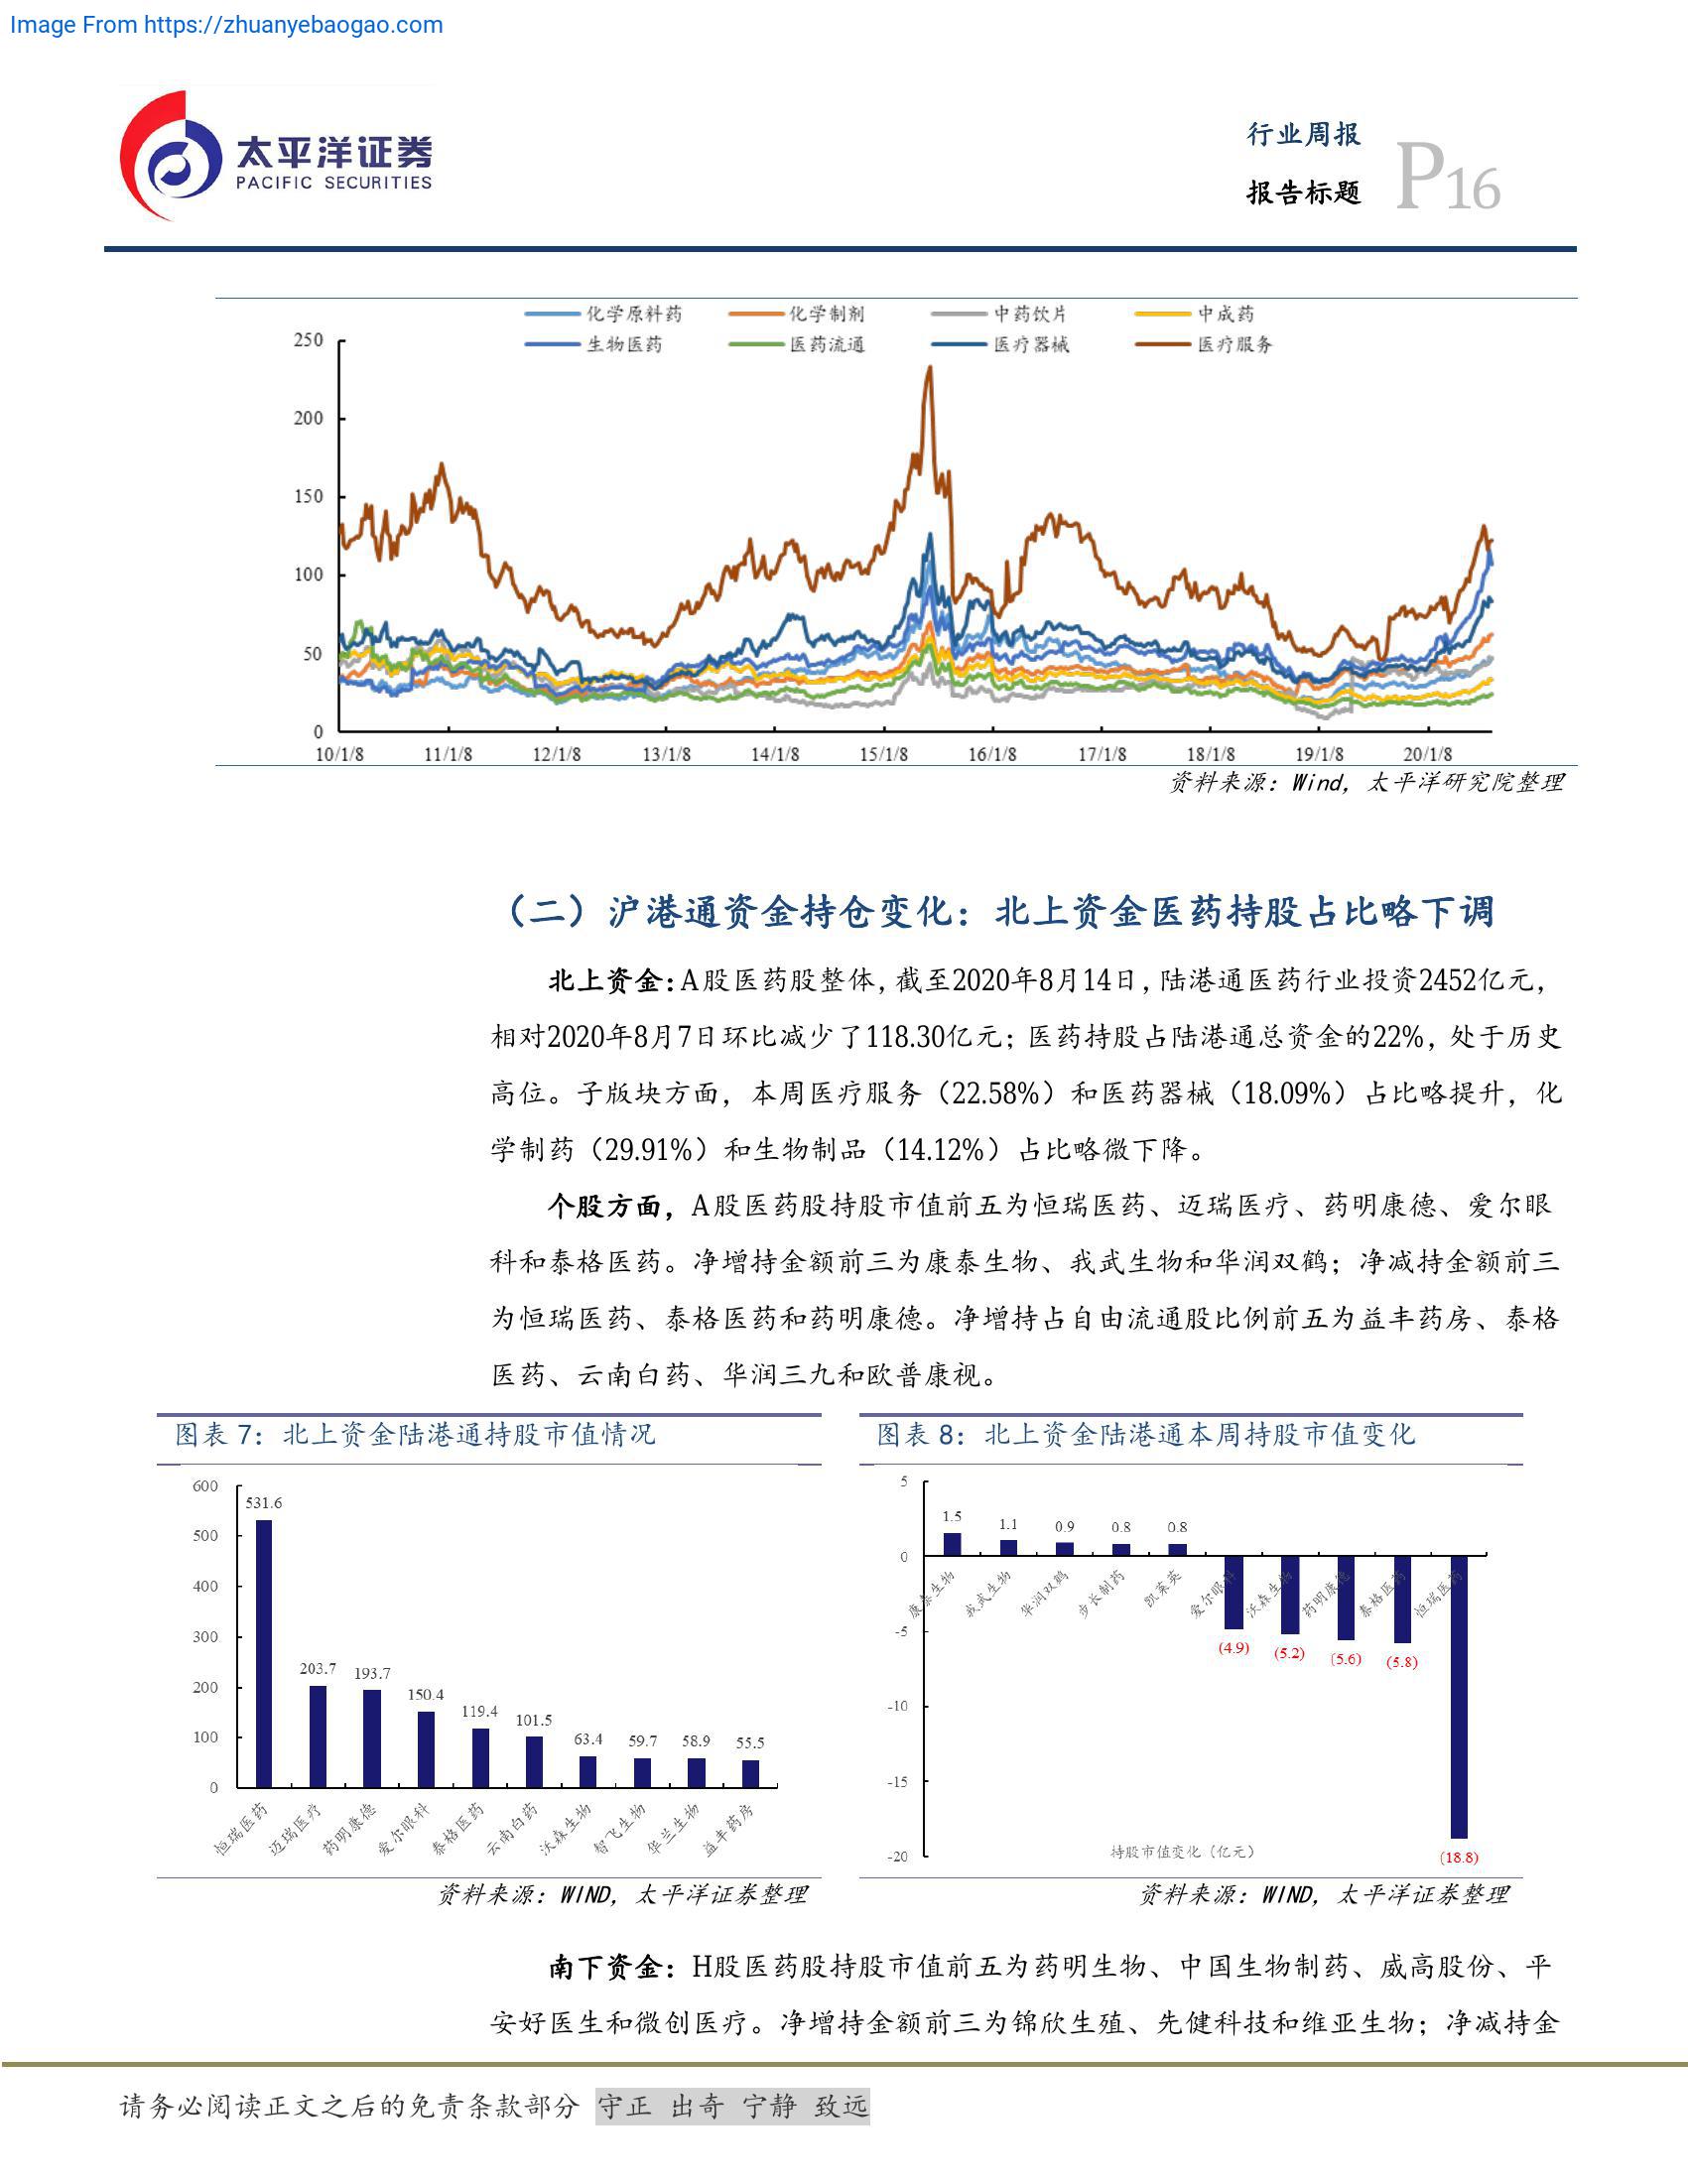 Image From https://zhuanyebaogao.com
太平洋证券
PACIFIC SECURITIES
行业周报
报告标题
P16
化学原料药 化学制剂 中药饮片 中成药
生物医药 医药流通 医疗器械 医疗服务
250
200
150
100
50
0
10/1/8 11/1/8 12/1/8 13/1/8 14/1/8 15/1/8 16/1/8 17/1/8 18/1/8 19/1/8 20/1/8
资料来源：Wind，太平洋研究院整理
（二）沪港通资金持仓变化：北上资金医药持股占比略下调
北上资金：A股医药股整体，截至2020年8月14日，陆港通医药行业投资2452亿元，
相对2020年8月7日环比减少了118.30亿元；医药持股占陆港通总资金的22%，处于历史
高位。子版块方面，本周医疗服务（22.58%）和医药器械（18.09%）占比略提升，化
学制药（29.91%）和生物制品（14.12%）占比略微下降。
个股方面，A股医药股持股市值前五为恒瑞医药、迈瑞医疗、药明康德、爱尔眼
科和泰格医药。净增持金额前三为康泰生物、我武生物和华润双鹤；净减持金额前三
为恒瑞医药、泰格医药和药明康德。净增持占自由流通股比例前五为益丰药房、泰格
医药、云南白药、华润三九和欧普康视。
图表 7：北上资金陆港通持股市值情况
600
500
400
300
200
100
0
531.6 203.7 193.7 150.4 119.4 101.5 63.4 59.7 58.9 55.5
恒瑞医药 迈瑞医疗 药明康德 爱尔眼科 泰格医药 云南白药 沃森生物 智飞生物 华兰生物 益丰药房
资料来源：WIND，太平洋证券整理
图表 8：北上资金陆港通本周持股市值变化
5
0
-5
-10
-15
-20
1.5 1.1 0.9 0.8 0.8
康泰生物 我武生物 华润双鹤 步长制药 凯莱英 爱尔眼科 沃森生物 药明康德 泰格医药 恒瑞医药
(4.9) (5.2) (5.6) (5.8) (18.8)
持股市值变化（亿元）
资料来源：WIND，太平洋证券整理
南下资金：H股医药股持股市值前五为药明生物、中国生物制药、威高股份、平
安好医生和微创医疗。净增持金额前三为锦欣生殖、先健科技和维亚生物；净减持金
请务必阅读正文之后的免责条款部分 守正 出奇 宁静 致远